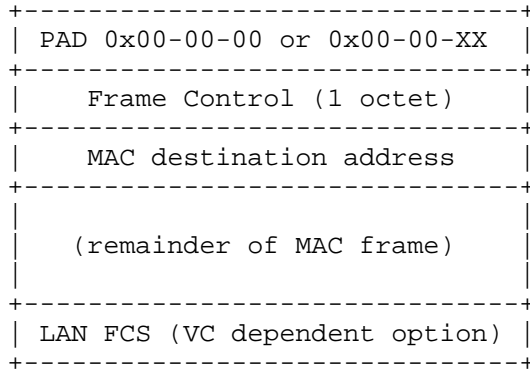 PAD 0x00-00-00 or 0x00-00-XX
Frame Control (1 octet)
MAC destination address
(remainder of MAC frame)
LAN FCS (VC dependent option)